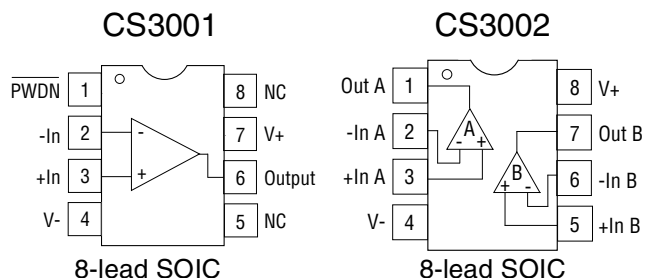 CS3001 CS3002
PWDN 1 8 NC
-In 2 - 7 V+
+In 3 + 6 Output
V- 4 5 NC
8-lead SOIC
Out A 1 8 V+
-In A 2 A - + 7 Out B
+In A 3 B + - 6 -In B
V- 4 5 +In B
8-lead SOIC